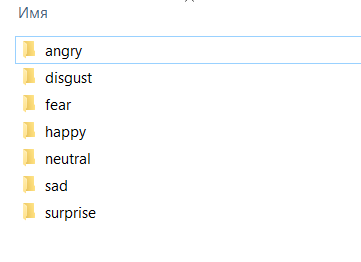 Имя
angry
disgust
fear
happy
neutral
sad
surprise